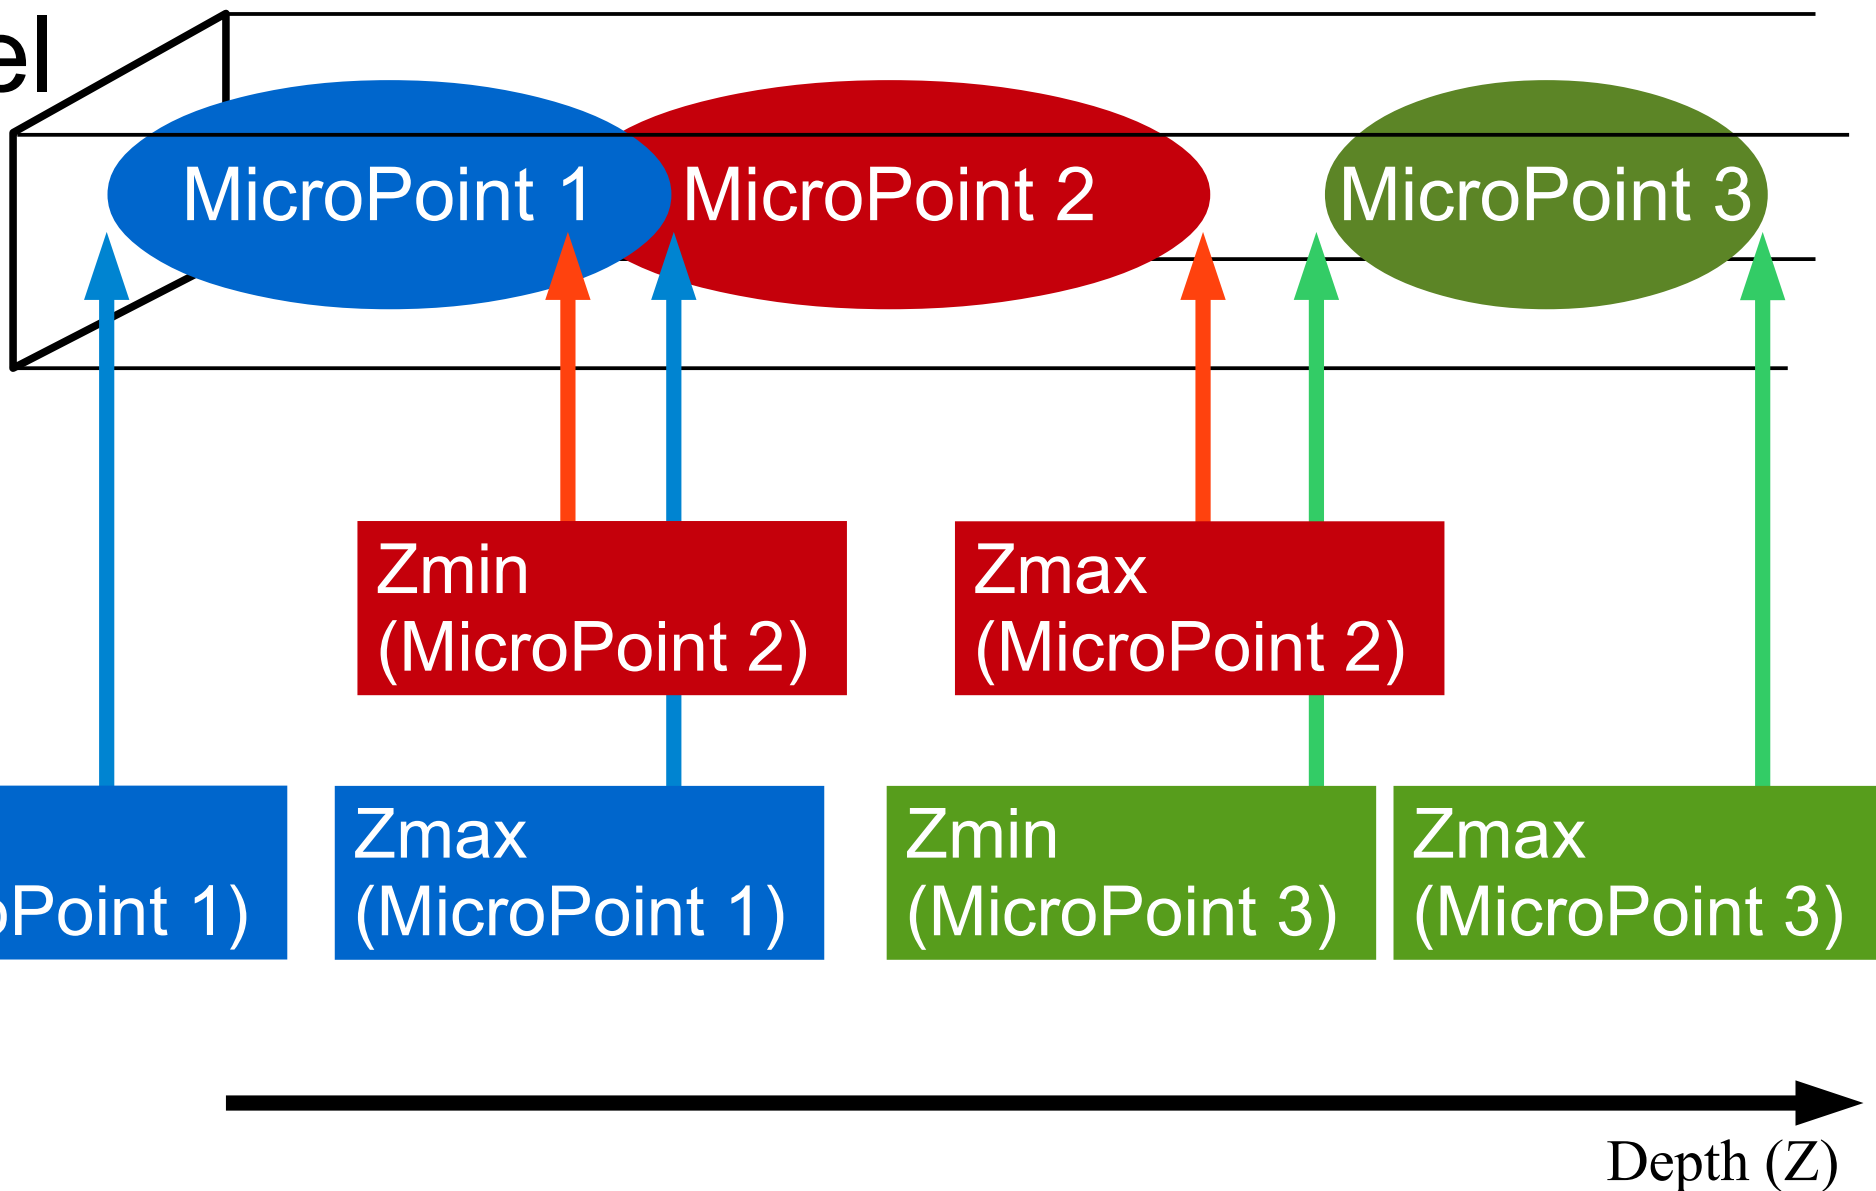 el
MicroPoint 1
MicroPoint 2
MicroPoint 3
Zmin
(MicroPoint 2)
Zmax
(MicroPoint 2)
oPoint 1)
Zmax
(MicroPoint 1)
Zmin
(MicroPoint 3)
Zmax
(MicroPoint 3)
Depth (Z)